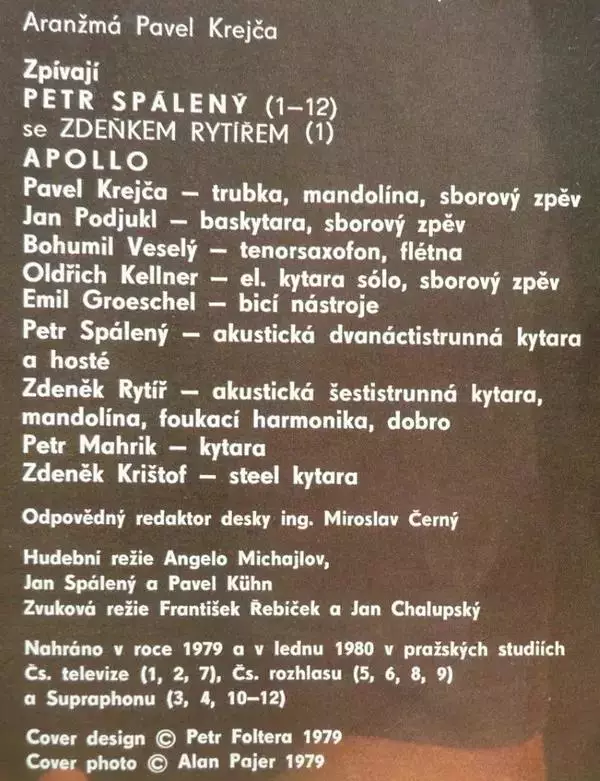 Aranžmá Pavel Krejča
Zpívají
PETR SPÁLENÝ (1–12)
se ZDEŇKEM RYTÍŘEM (1)
APOLLO
Pavel Krejča – trubka, mandolína, sborový zpěv
Jan Podjukl – baskytara, sborový zpěv
Bohumil Veselý – tenorsaxofon, flétna
Oldřich Kellner – el. kytara sólo, sborový zpěv
Emil Groeschel – bicí nástroje
Petr Spálený – akustická dvanáctistrunná kytara
a hosté
Zdeněk Rytíř – akustická šestistrunná kytara,
mandolína, foukací harmonika, dobro
Petr Mahrik – kytara
Zdeněk Krištof – steel kytara
Odpovědný redaktor desky ing. Miroslav Černý
Hudební režie Angelo Michajlov,
Jan Spálený a Pavel Kühn
Zvuková režie František Řebíček a Jan Chalupský
Nahráno v roce 1979 a v lednu 1980 v pražských studiích
Čs. televize (1, 2, 7), Čs. rozhlasu (5, 6, 8, 9)
a Supraphonu (3, 4, 10–12)
Cover design © Petr Foltera 1979
Cover photo © Alan Pajer 1979